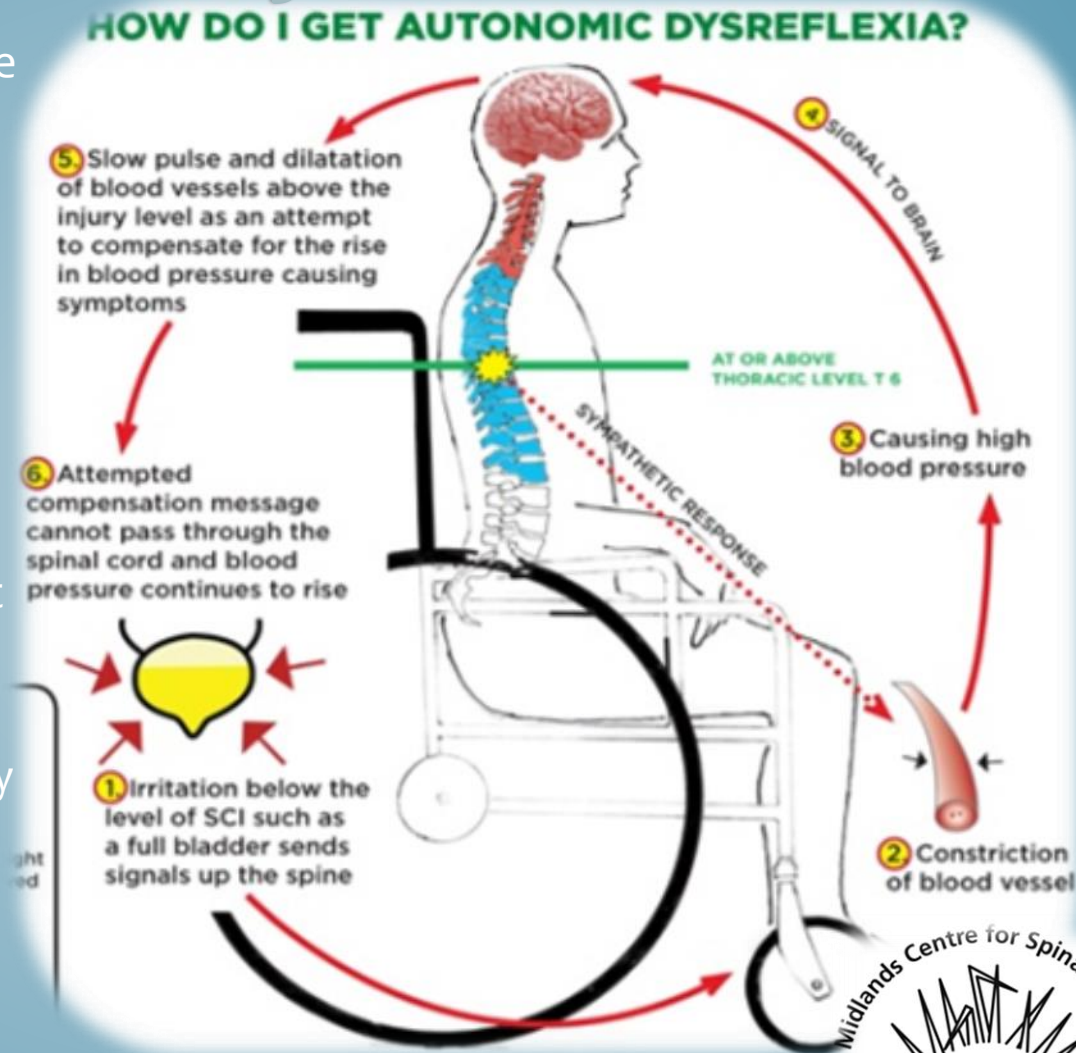 HOW DO I GET AUTONOMIC DYSREFLEXIA?
e
4. SIGNAL TO BRAIN
5. Slow pulse and dilatation
of blood vessels above the
injury level as an attempt
to compensate for the rise
in blood pressure causing
symptoms
AT OR ABOVE
THORACIC LEVEL T 6
SYMPATHETIC RESPONSE
3. Causing high
blood pressure
6. Attempted
compensation message
cannot pass through the
spinal cord and blood
pressure continues to rise
t
y
1. Irritation below the
level of SCI such as
a full bladder sends
signals up the spine
ght
ed
2. Constriction
of blood vessel
Midlands Centre for Spina